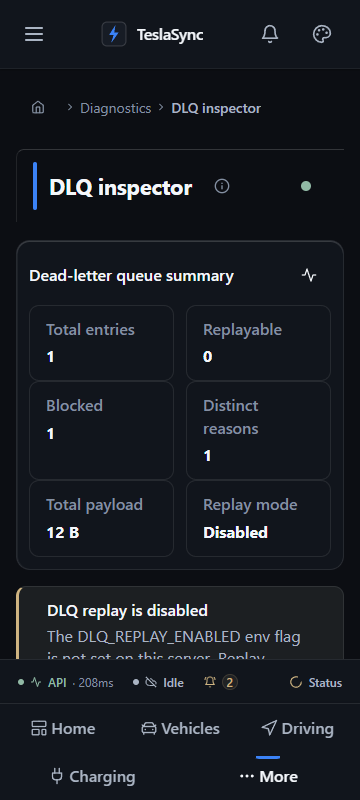 TeslaSync
Diagnostics
DLQ inspector
DLQ inspector
Dead-letter queue summary
Total entries
1
Replayable
0
Blocked
1
Distinct
reasons
1
Total payload
12 B
Replay mode
Disabled
DLQ replay is disabled
The DLQ_REPLAY_ENABLED env flag
is not set on this server. Replay
API · 208ms
Idle
2
Status
Home
Vehicles
Driving
Charging
More